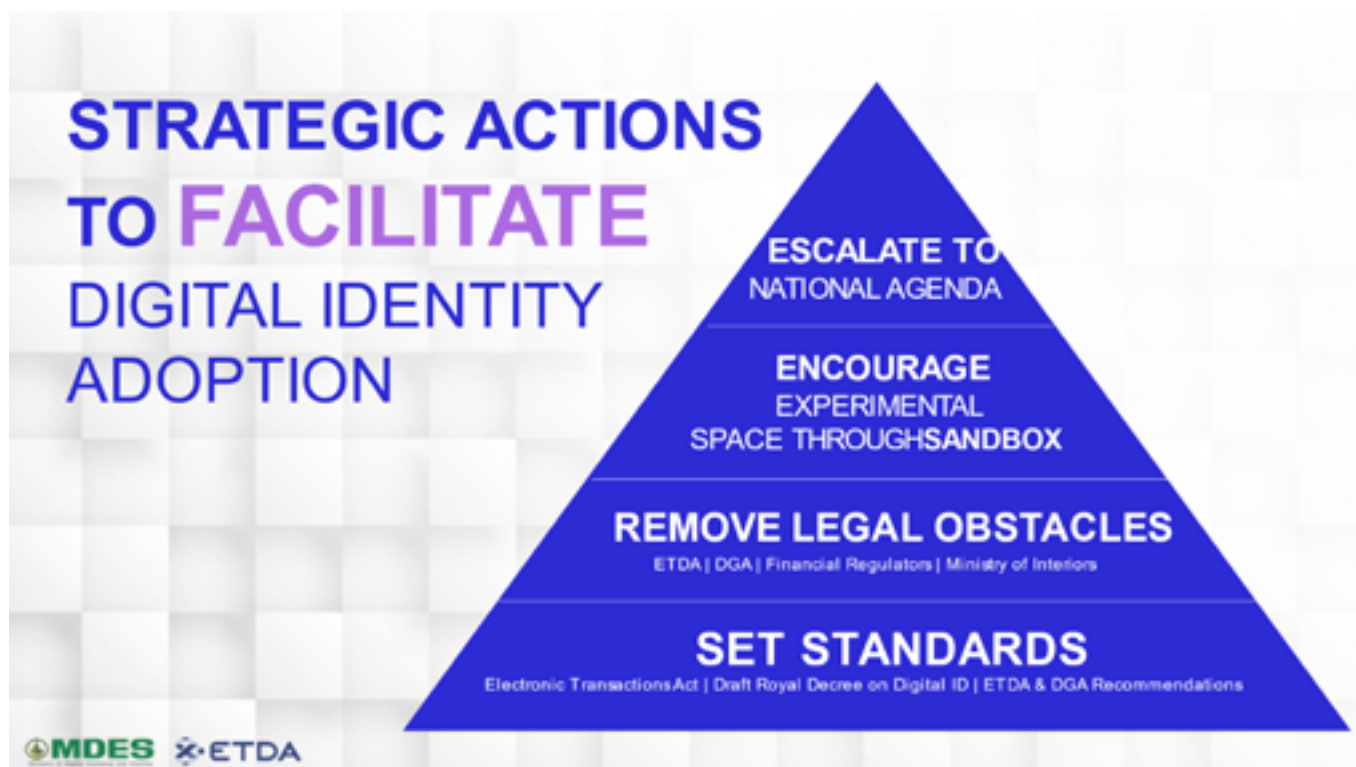 STRATEGIC ACTIONS
TO FACILITATE
DIGITAL IDENTITY
ADOPTION
ESCALATE TO
NATIONAL AGENDA
ENCOURAGE
EXPERIMENTAL
SPACE THROUGHSANDBOX
REMOVE LEGAL OBSTACLES
ETDA | DGA | Financial Regulators | Ministry of Interiors
SET STANDARDS
Electronic Transactions Act | Draft Royal Decree on Digital ID | ETDA & DGA Recommendations
MDES
ETDA